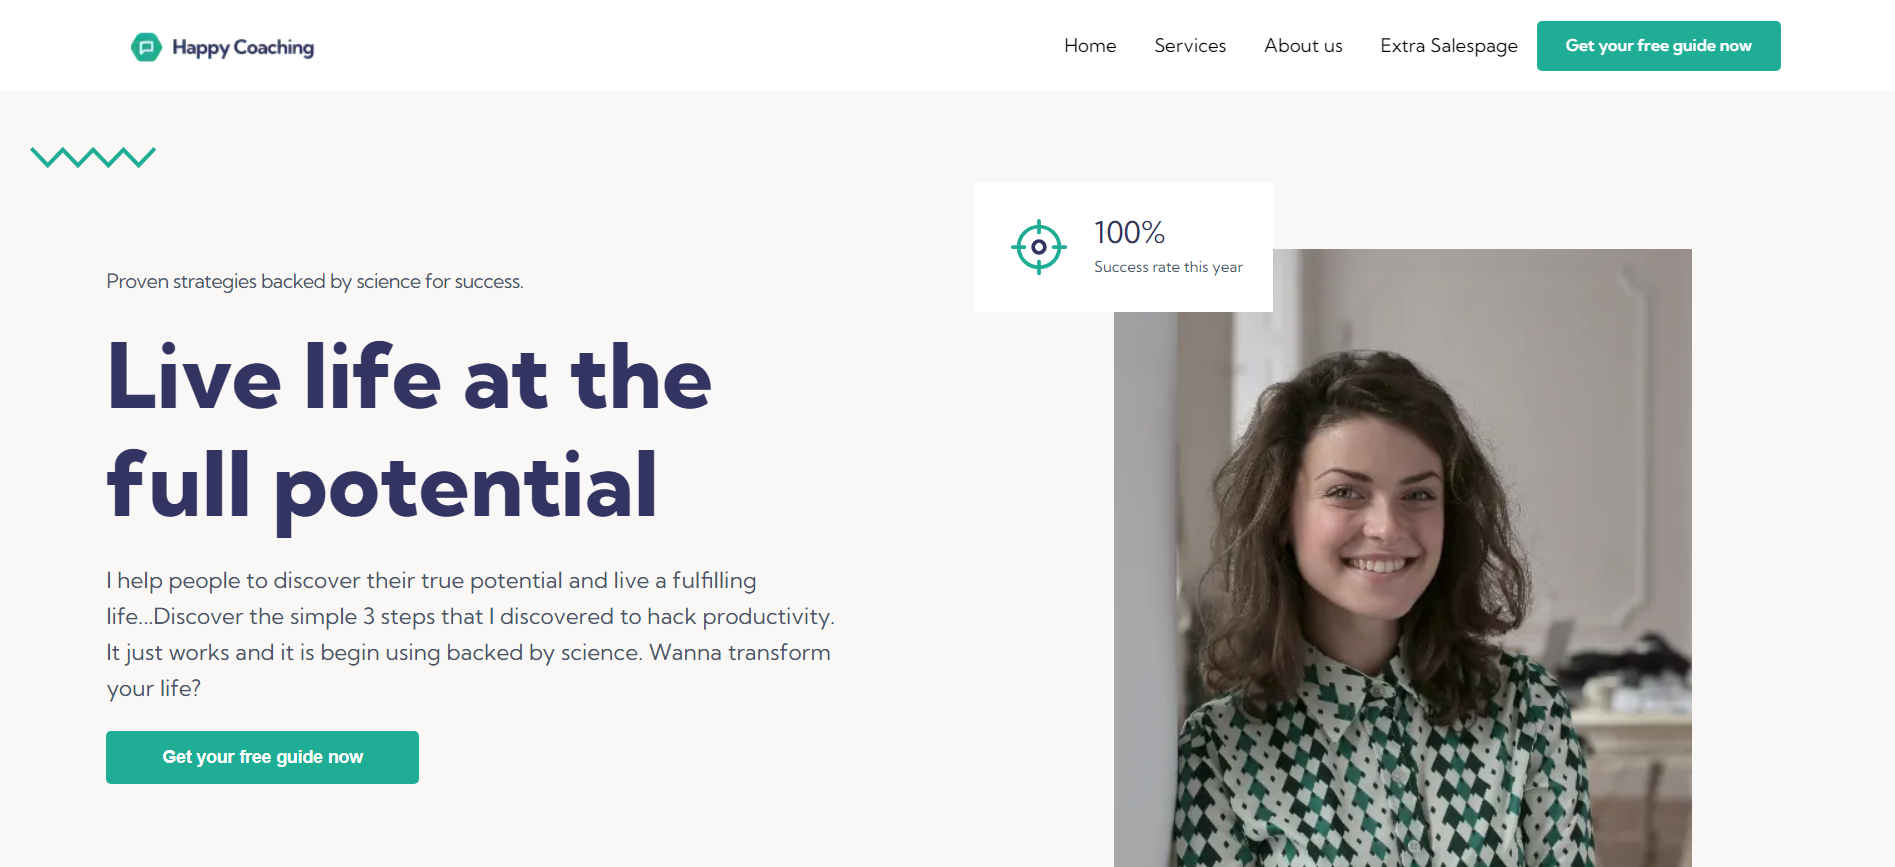 Happy Coaching
Home
Services
About us
Extra Salespage
Get your free guide now
100%
Success rate this year
Proven strategies backed by science for success.
Live life at the
full potential
I help people to discover their true potential and live a fulfilling
life...Discover the simple 3 steps that I discovered to hack productivity.
It just works and it is begin using backed by science. Wanna transform
your life?
Get your free guide now